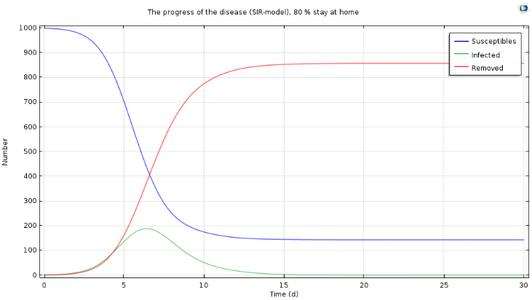 The progress of the disease (SIR-model), 80 % stay at home
Susceptibles
Infected
Removed
1000
900
800
700
600
500
400
300
200
100
0
Number
0 5 10 15 20 25 30
Time (d)